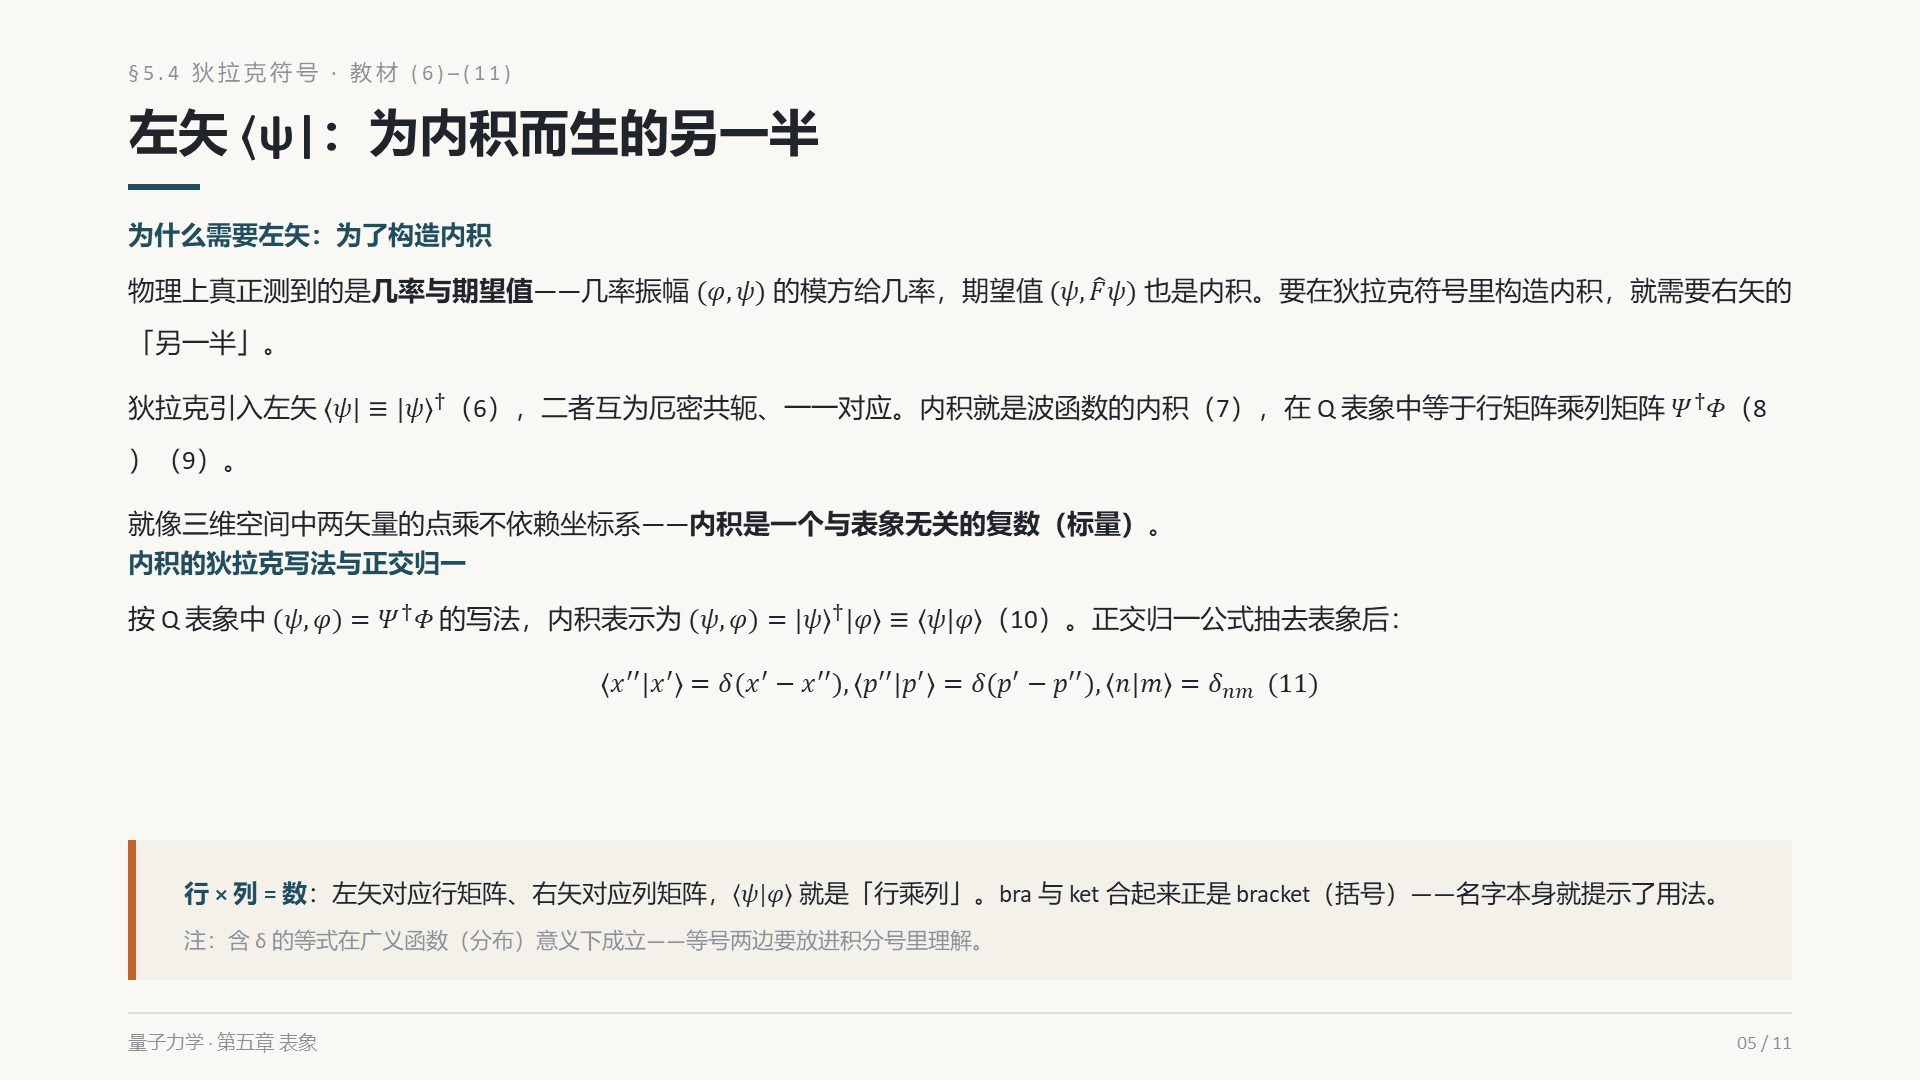 §5.4 狄拉克符号 · 教材 (6)–(11)
左矢 ⟨ψ|：为内积而生的另一半
为什么需要左矢：为了构造内积
物理上真正测到的是几率与期望值——几率振幅 (φ, ψ) 的模方给几率，期望值 (ψ, F̂ψ) 也是内积。要在狄拉克符号里构造内积，就需要右矢的
「另一半」。
狄拉克引入左矢 ⟨ψ| ≡ |ψ⟩†（6），二者互为厄密共轭、一一对应。内积就是波函数的内积（7），在 Q 表象中等于行矩阵乘列矩阵 Ψ†Φ（8
）（9）。
就像三维空间中两矢量的点乘不依赖坐标系——内积是一个与表象无关的复数（标量）。
内积的狄拉克写法与正交归一
按 Q 表象中 (ψ, φ) = Ψ†Φ 的写法，内积表示为 (ψ, φ) = |ψ⟩†|φ⟩ ≡ ⟨ψ|φ⟩（10）。正交归一公式抽去表象后：
⟨x′′|x′⟩ = δ(x′ − x′′), ⟨p′′|p′⟩ = δ(p′ − p′′), ⟨n|m⟩ = δₙₘ (11)
行 × 列 = 数：左矢对应行矩阵、右矢对应列矩阵，⟨ψ|φ⟩ 就是「行乘列」。bra 与 ket 合起来正是 bracket（括号）——名字本身就提示了用法。
注：含 δ 的等式在广义函数（分布）意义下成立——等号两边要放进积分号里理解。
量子力学 · 第五章 表象
05 / 11